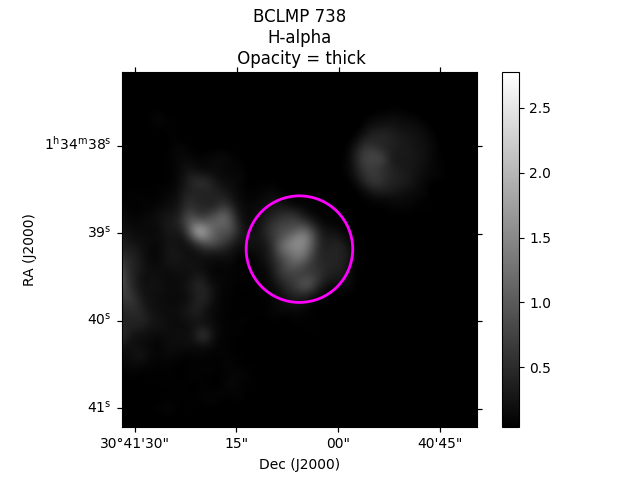 BCLMP 738
H-alpha
Opacity = thick
1h34m38s
39s
40s
41s
RA (J2000)
30°41'30" 15" 00" 40'45"
Dec (J2000)
2.5
2.0
1.5
1.0
0.5